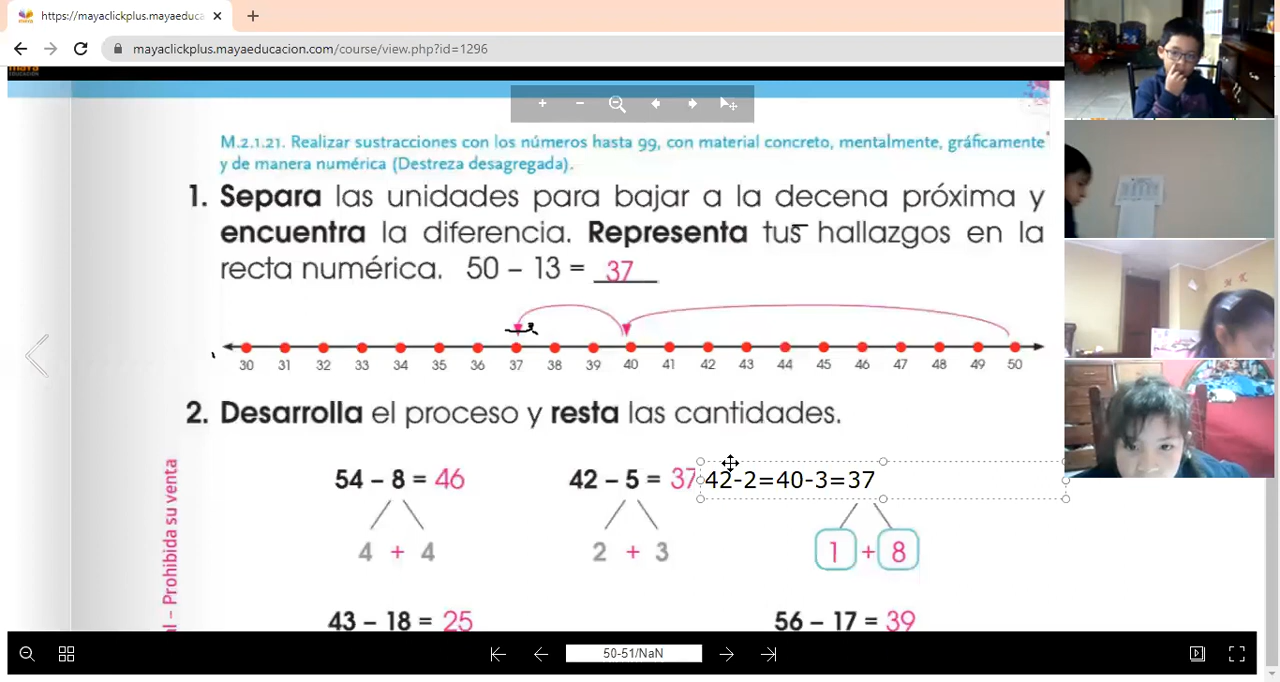 https://mayaclickplus.mayaeduca
mayaclickplus.mayaeducacion.com/course/view.php?id=1296
M.2.1.21. Realizar sustracciones con los números hasta 99, con material concreto, mentalmente, gráficamente
y de manera numérica (Destreza desagregada).
1. Separa las unidades para bajar a la decena próxima y
encuentra la diferencia. Representa tus hallazgos en la
recta numérica. 50 – 13 = 37
30 31 32 33 34 35 36 37 38 39 40 41 42 43 44 45 46 47 48 49 50
2. Desarrolla el proceso y resta las cantidades.
54 – 8 = 46 42 – 5 = 37 42-2=40-3=37
4 + 4 2 + 3 1 + 8
43 – 18 = 25 56 – 17 = 39
al – Prohibida su venta
50-51/NaN